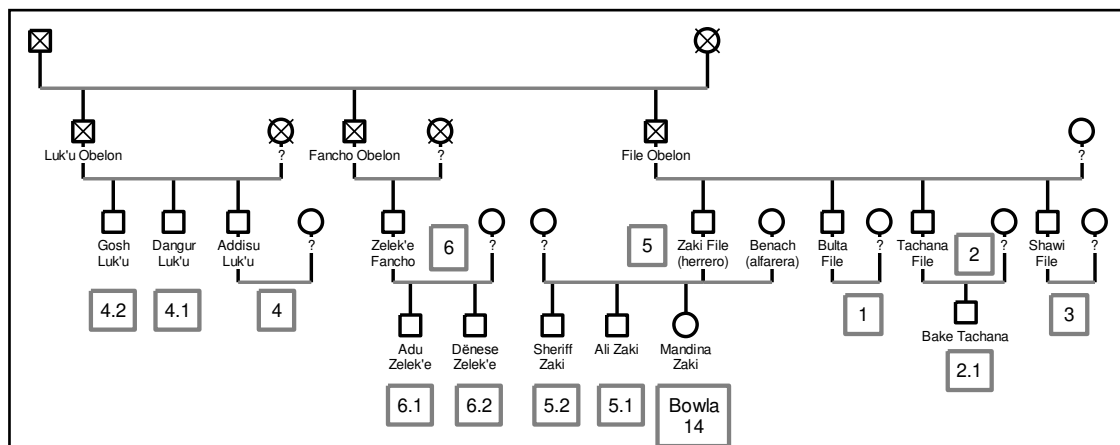 Luk'u Obelon
?
Fancho Obelon
?
File Obelon
?
Gosh
Luk'u
Dangur
Luk'u
Addisu
Luk'u
?
Zelek'e
Fancho
6
?
?
5
Zaki File
(herrero)
Benach
(alfarera)
Bulta
File
?
Tachana
File
2
?
Shawi
File
?
4.2
4.1
4
1
3
Adu
Zelek'e
Dënese
Zelek'e
Sheriff
Zaki
Ali Zaki
Mandina
Zaki
Bake Tachana
6.1
6.2
5.2
5.1
Bowla
14
2.1